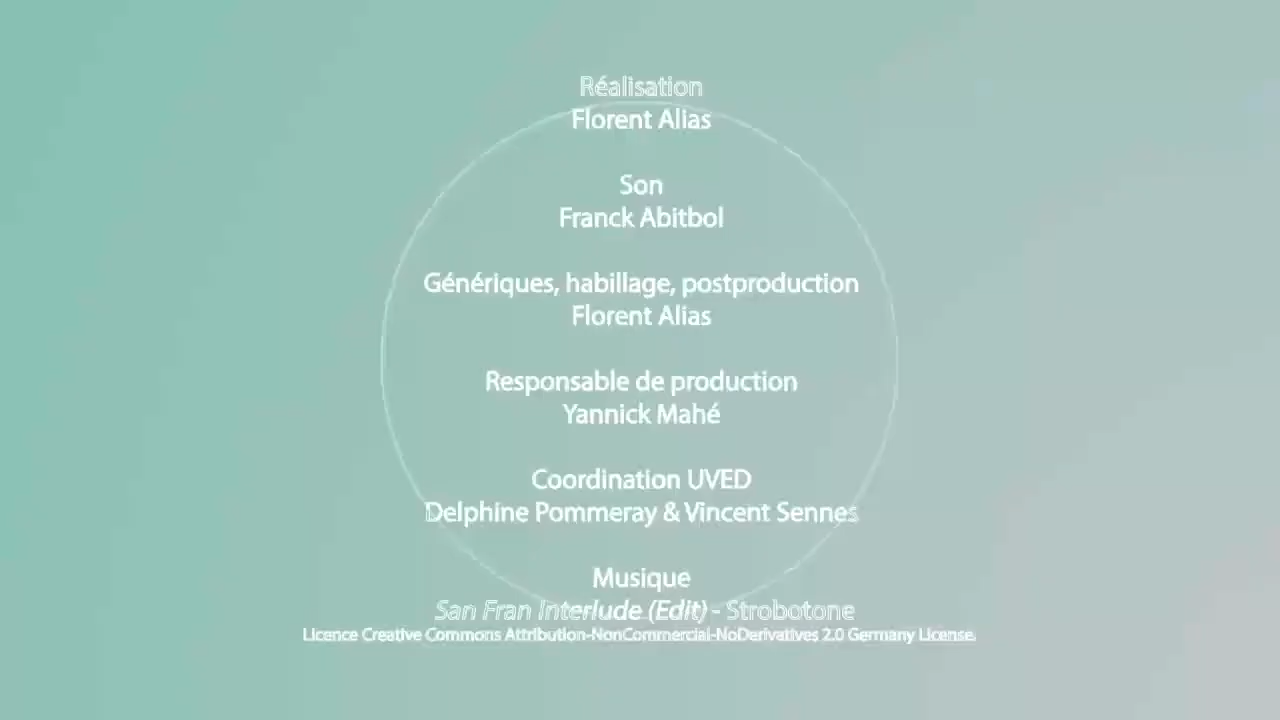 Réalisation
Florent Alias
Son
Franck Abitbol
Génériques, habillage, postproduction
Florent Alias
Responsable de production
Yannick Mahé
Coordination UVED
Delphine Pommeray & Vincent Sennes
Musique
San Fran Interlude (Edit) - Strobotone
Licence Creative Commons Attribution-NonCommercial-NoDerivatives 2.0 Germany License.